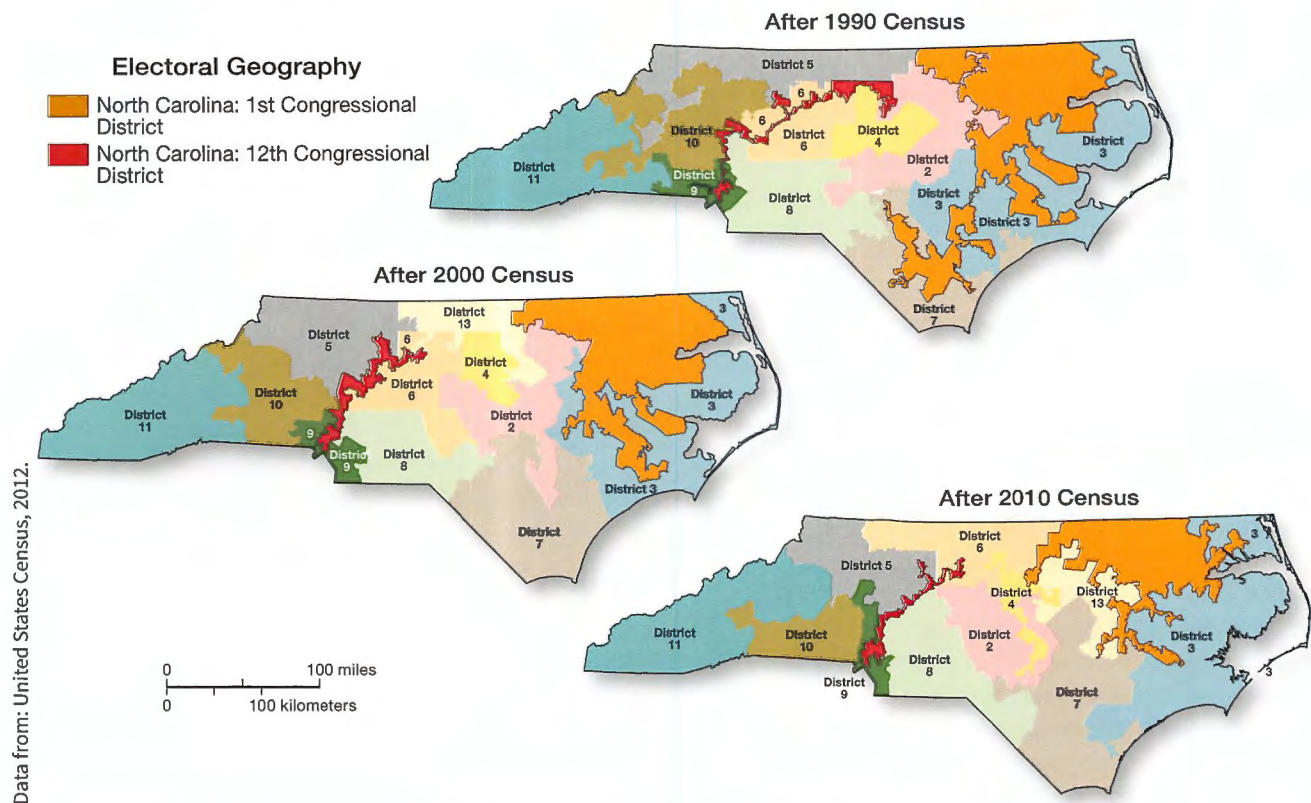 After 1990 Census
Electoral Geography
North Carolina: 1st Congressional
District
North Carolina: 12th Congressional
District
District 5
6
6
District
10
District
6
District
4
District
3
District
11
District
2
District
9
District
3
District
8
District 3
District
7
After 2000 Census
District
13
3
District
5
6
District
4
District
10
District
6
District
3
District
11
District
2
9
Distric
9
District
8
District 3
District
7
After 2010 Census
District
6
3
District 5
District
4
District
13
District
11
District
10
District
2
District
3
District
8
District
9
3
District
7
0 100 miles
0 100 kilometers
Data from: United States Census, 2012.